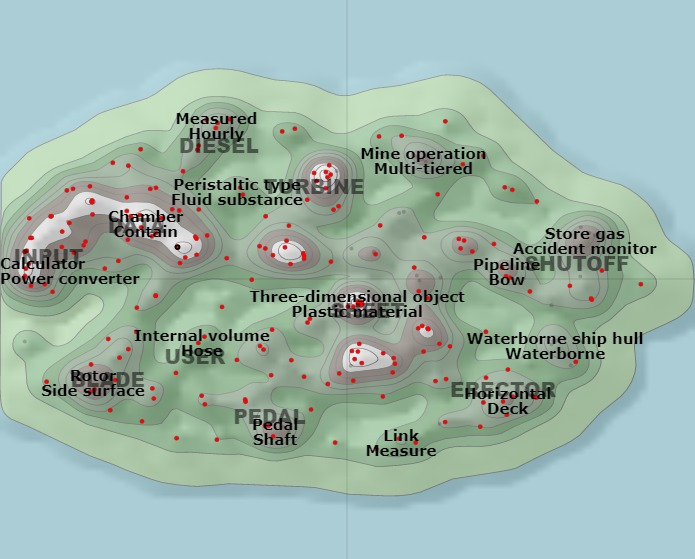 Measured
Hourly
DIESEL
Mine operation
Multi-tiered
Peristaltic type
Fluid substance
TURBINE
Chamber
Contain
Store gas
Accident monitor
SHUTOFF
INPUT
Calculator
Power converter
Pipeline
Bow
Three-dimensional object
Plastic material
Internal volume
Hose
USER
Waterborne ship hull
Waterborne
Rotor
BLADE
Side surface
ERECTOR
Horizontal
Deck
PEDAL
Pedal
Shaft
Link
Measure